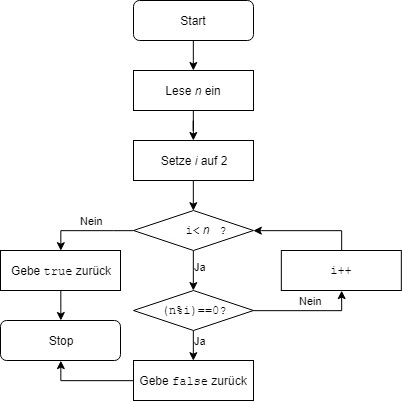 Start
Lese n ein
Setze i auf 2
i< n ?
Nein
Ja
Gebe true zurück
i++
(n%i)==0?
Nein
Ja
Stop
Gebe false zurück